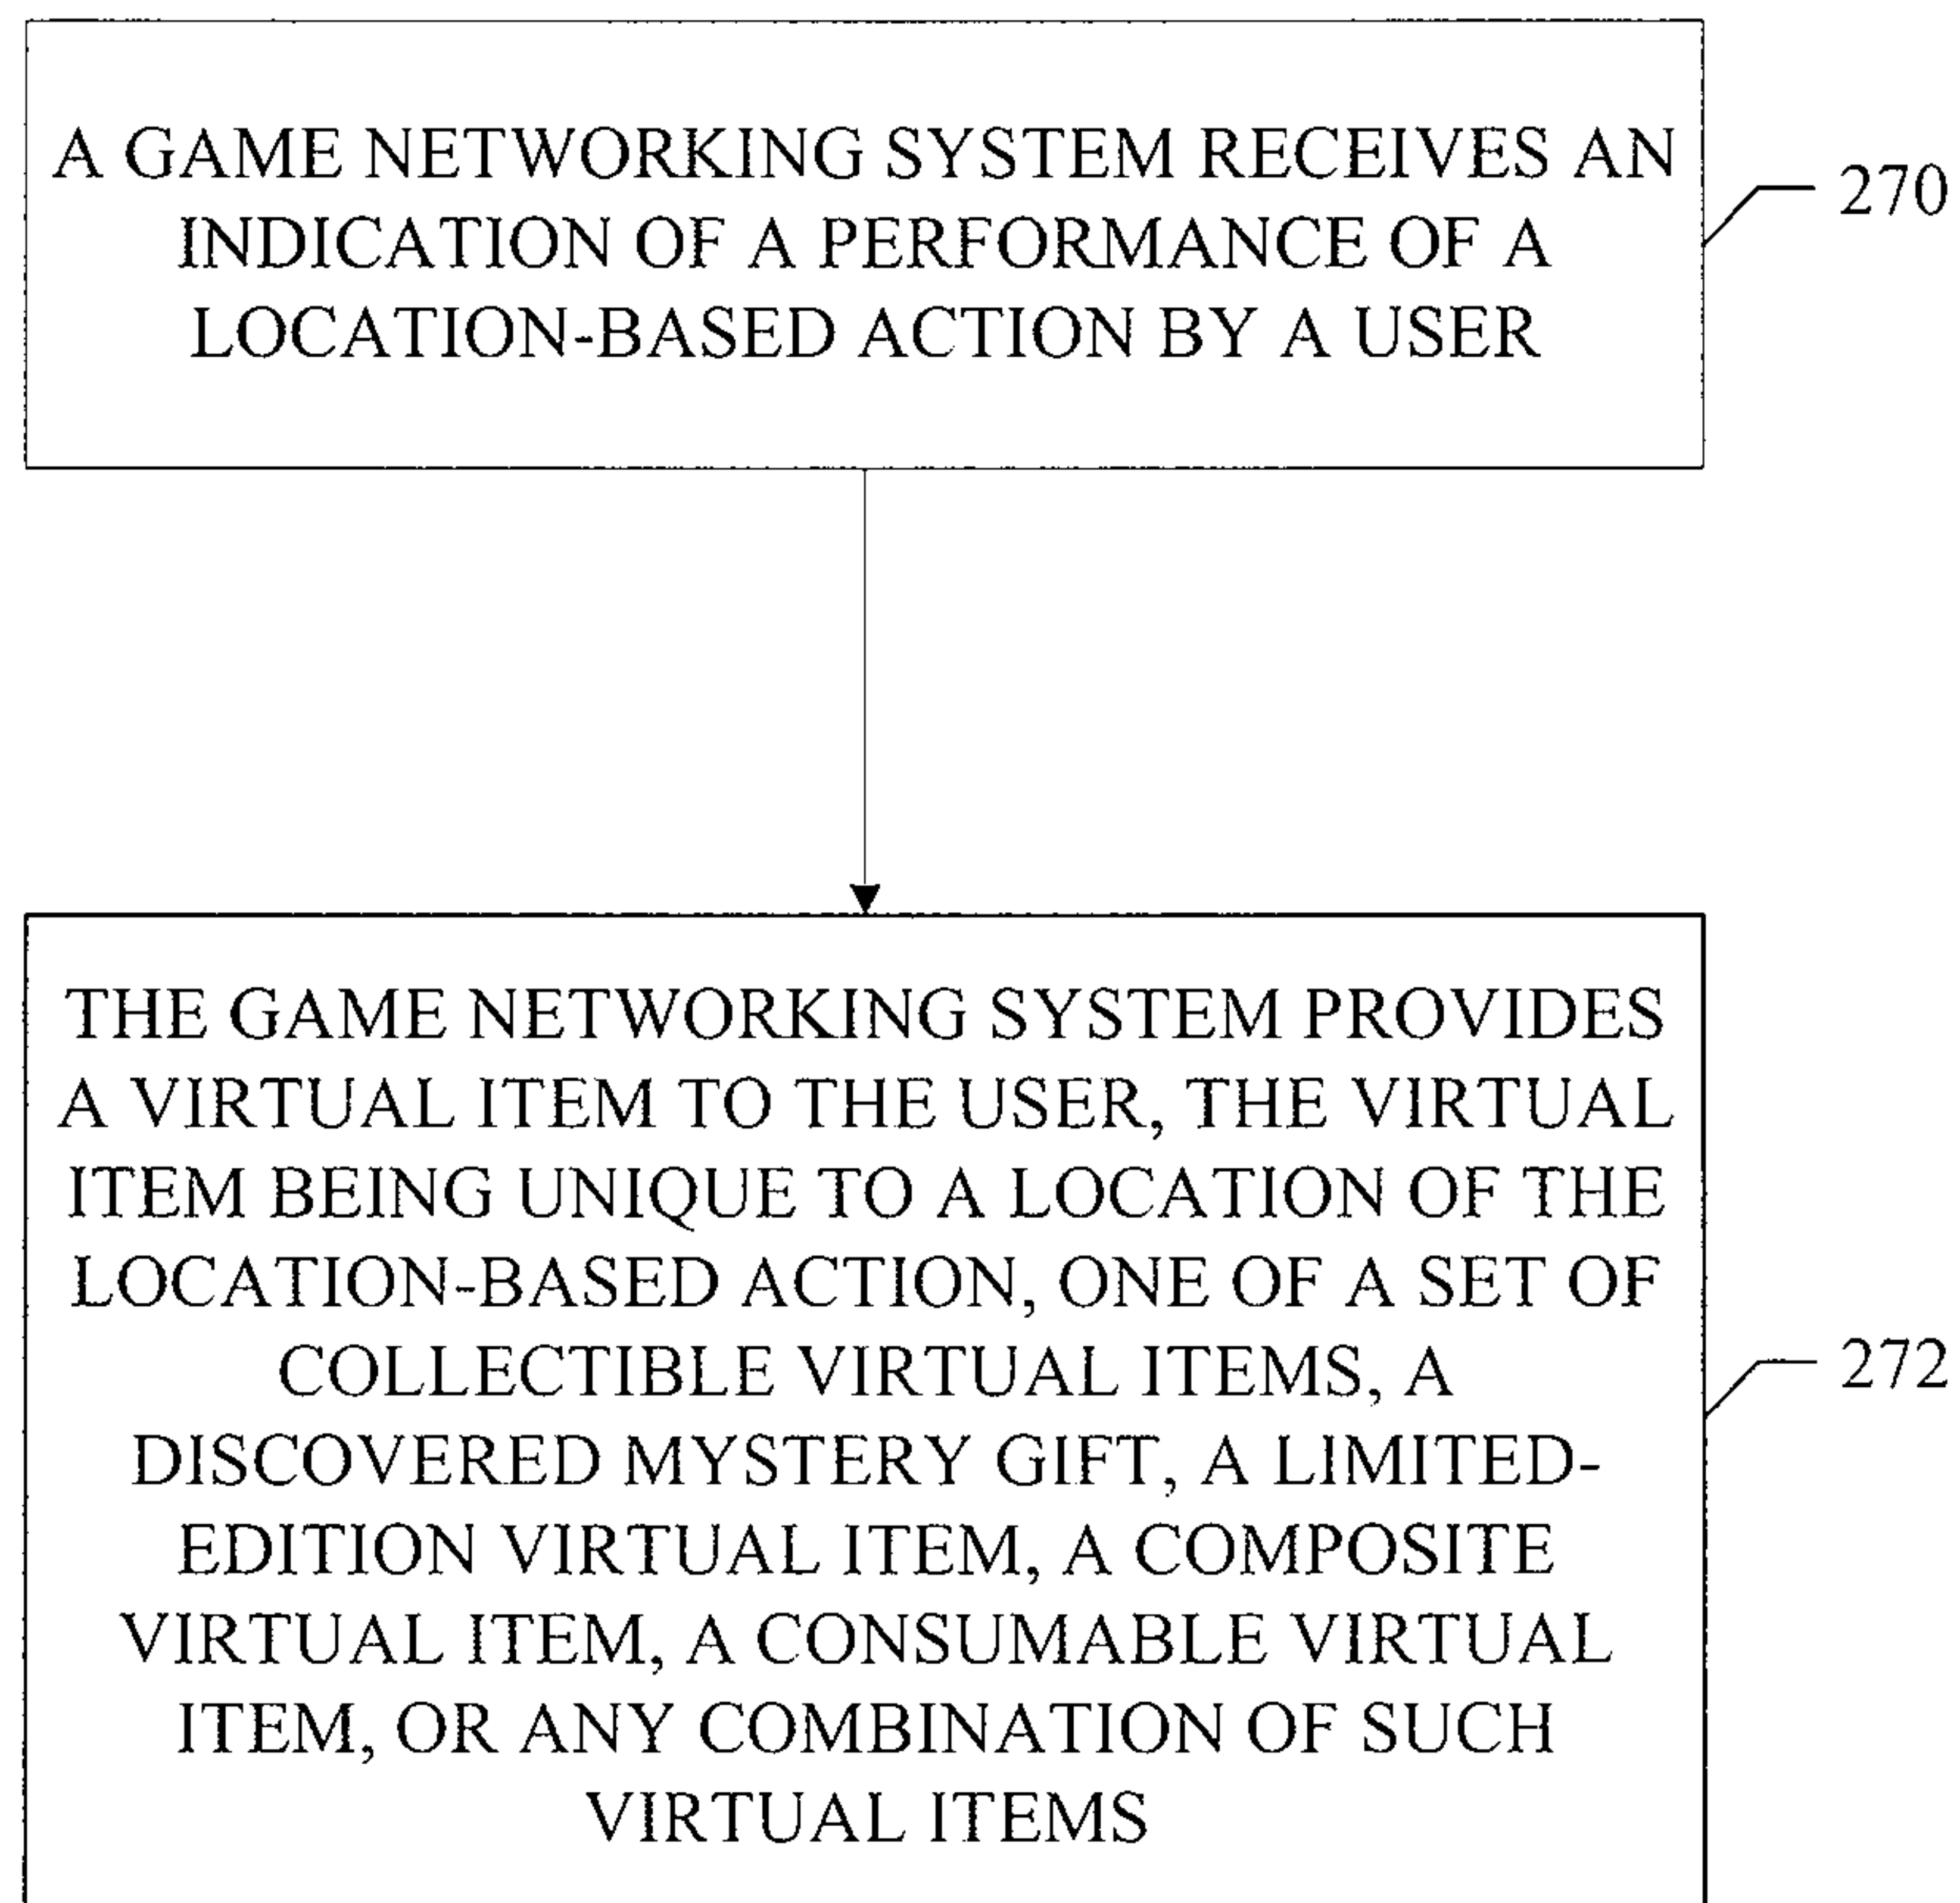 A GAME NETWORKING SYSTEM RECEIVES AN
INDICATION OF A PERFORMANCE OF A
LOCATION-BASED ACTION BY A USER
270
THE GAME NETWORKING SYSTEM PROVIDES
A VIRTUAL ITEM TO THE USER, THE VIRTUAL
ITEM BEING UNIQUE TO A LOCATION OF THE
LOCATION-BASED ACTION, ONE OF A SET OF
COLLECTIBLE VIRTUAL ITEMS, A
DISCOVERED MYSTERY GIFT, A LIMITED-
EDITION VIRTUAL ITEM, A COMPOSITE
VIRTUAL ITEM, A CONSUMABLE VIRTUAL
ITEM, OR ANY COMBINATION OF SUCH
VIRTUAL ITEMS
272